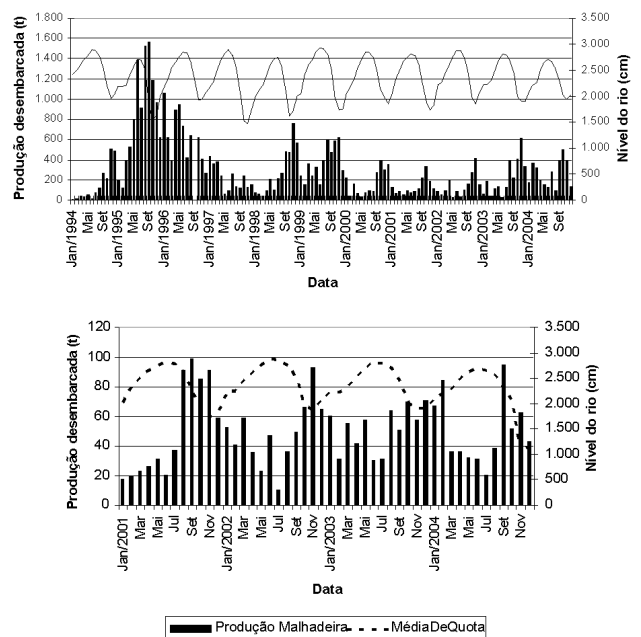 Produção desembarcada (t)
1.800
1.600
1.400
1.200
1.000
800
600
400
200
0
3.500
3.000
2.500
2.000
1.500
1.000
500
0
Nível do rio (cm)
Jan/1994
Mai
Set
Jan/1995
Mai
Set
Jan/1996
Mai
Set
Jan/1997
Mai
Set
Jan/1998
Mai
Set
Jan/1999
Mai
Set
Jan/2000
Mai
Set
Jan/2001
Mai
Set
Jan/2002
Mai
Set
Jan/2003
Mai
Set
Jan/2004
Mai
Set
Data
Produção desembarcada (t)
120
100
80
60
40
20
0
3.500
3.000
2.500
2.000
1.500
1.000
500
0
Nível do rio (cm)
Jan/2001
Mar
Mai
Jul
Set
Nov
Jan/2002
Mar
Mai
Jul
Set
Nov
Jan/2003
Mar
Mai
Jul
Set
Nov
Jan/2004
Mar
Mai
Jul
Set
Nov
Data
Produção Malhadeira
MédiaDeQuota